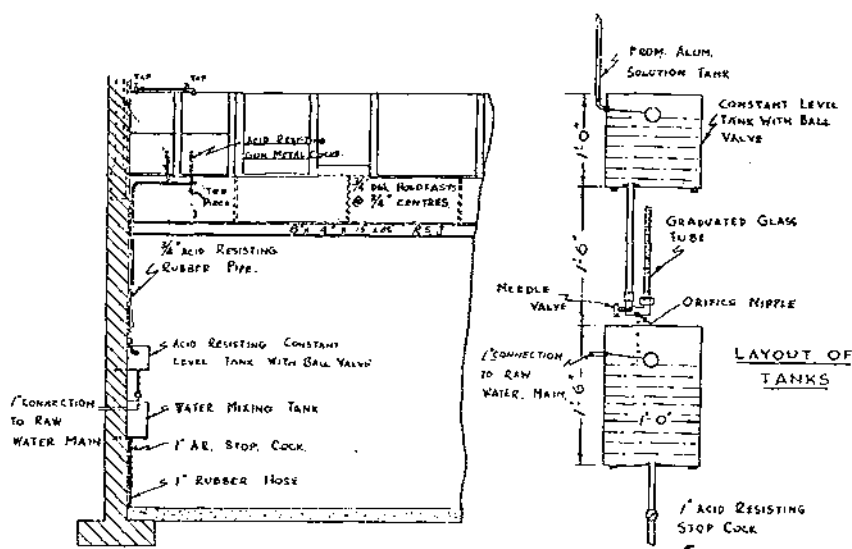 TAP
TAP
ACID RESISTING
GUN METAL COCKS.
TEE
PIECE
3/4" DIA. HOLDFASTS
@ 3/4" CENTRES.
R S J
3/4" ACID RESISTING
RUBBER PIPE.
ACID RESISTING CONSTANT
LEVEL TANK WITH BALL VALVE
1" CONNECTION
TO RAW
WATER MAIN
WATER MIXING TANK
1" AR. STOP. COCK.
1" RUBBER HOSE
FROM ALUM.
SOLUTION TANK
CONSTANT LEVEL
TANK WITH BALL
VALVE
1'-0"
1'-6"
GRADUATED GLASS
TUBE
NEEDLE
VALVE
ORIFICE NIPPLE
1" CONNECTION
TO RAW
WATER. MAIN.
1'-6"
1'-0"
LAYOUT OF
TANKS
1" ACID RESISTING
STOP COCK